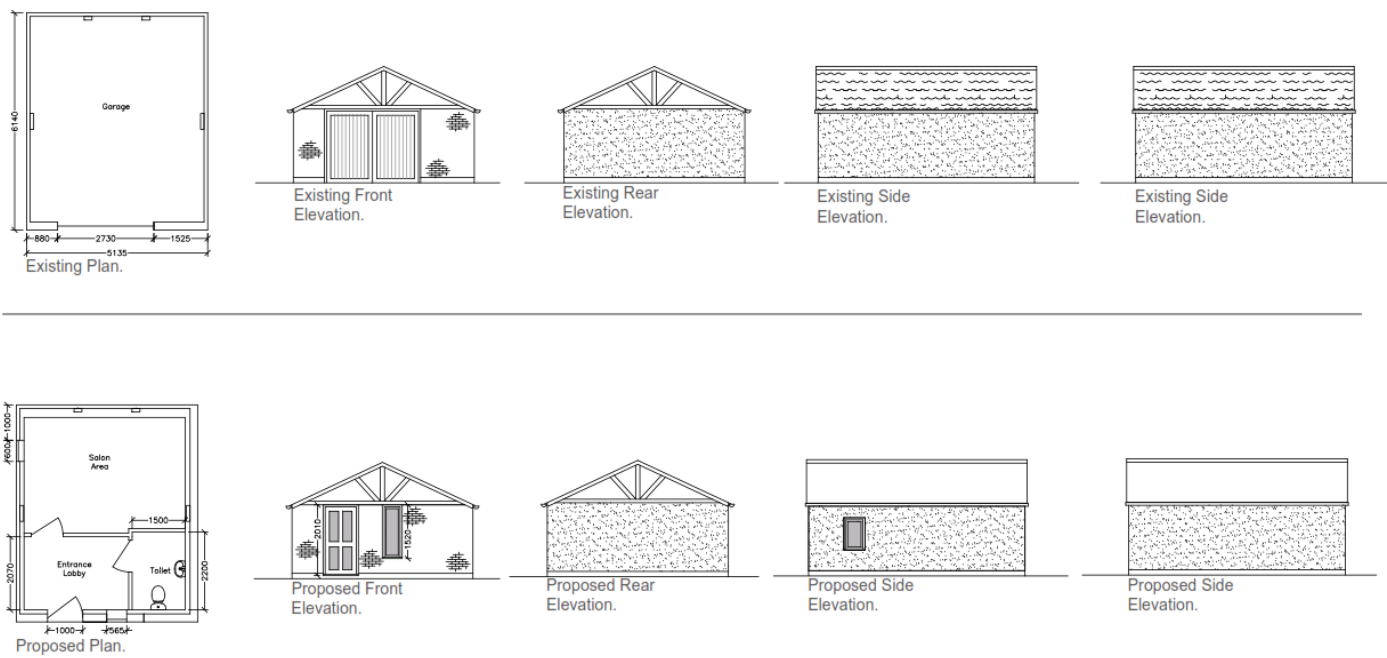 Garage
6140
880
2730
1525
5135
Existing Plan.
Existing Front
Elevation.
Existing Rear
Elevation.
Existing Side
Elevation.
Existing Side
Elevation.
1000
600
Salon
Area
1500
2070
Entrance
Lobby
Toilet
2200
1000
565
Proposed Plan.
2010
1520
Proposed Front
Elevation.
Proposed Rear
Elevation.
Proposed Side
Elevation.
Proposed Side
Elevation.